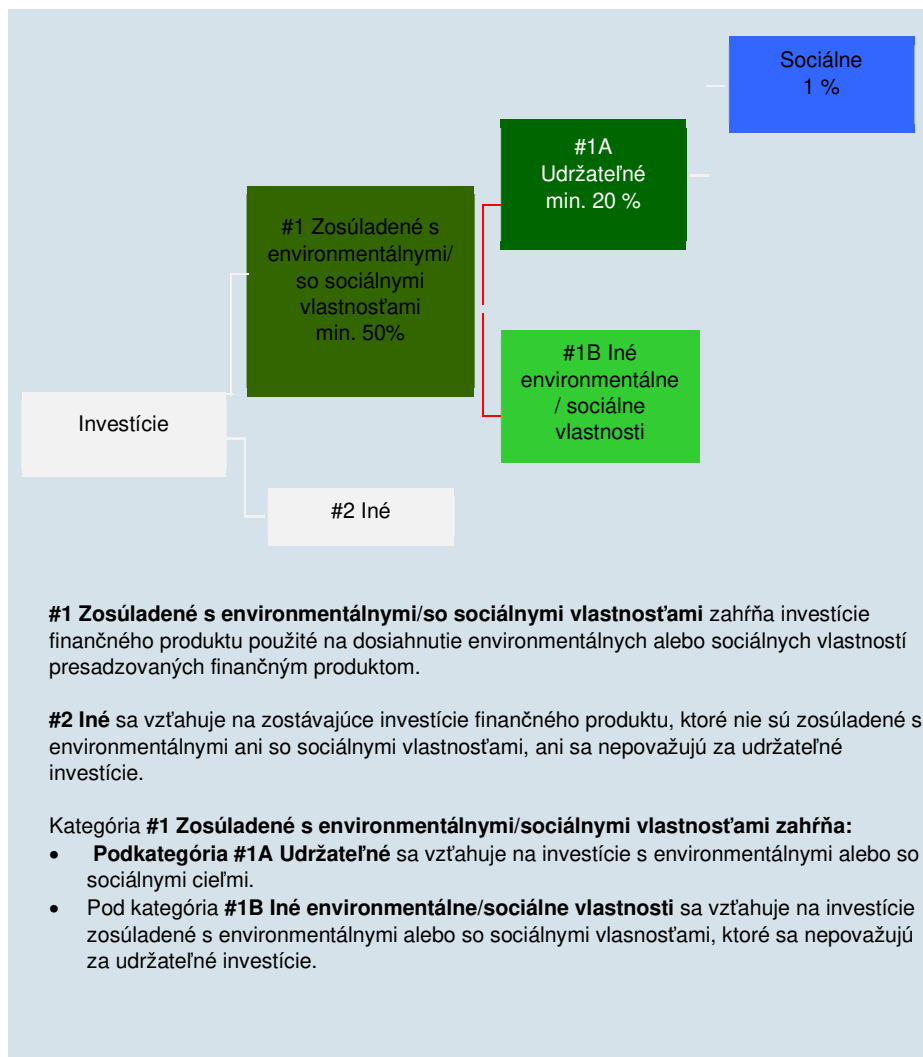 Sociálne
1 %
#1A
Udržateľné
min. 20 %
#1 Zosúladené s
environmentálnymi/
so sociálnymi
vlastnosťami
min. 50%
#1B Iné
environmentálne
/ sociálne
vlastnosti
Investície
#2 Iné
#1 Zosúladené s environmentálnymi/so sociálnymi vlastnosťami zahŕňa investície
finančného produktu použité na dosiahnutie environmentálnych alebo sociálnych vlastností
presadzovaných finančným produktom.
#2 Iné sa vzťahuje na zostávajúce investície finančného produktu, ktoré nie sú zosúladené s
environmentálnymi ani so sociálnymi vlastnosťami, ani sa nepovažujú za udržateľné
investície.
Kategória #1 Zosúladené s environmentálnymi/sociálnymi vlastnosťami zahŕňa:
• Podkategória #1A Udržateľné sa vzťahuje na investície s environmentálnymi alebo so
sociálnymi cieľmi.
• Pod kategória #1B Iné environmentálne/sociálne vlastnosti sa vzťahuje na investície
zosúladené s environmentálnymi alebo so sociálnymi vlasnosťami, ktoré sa nepovažujú
za udržateľné investície.